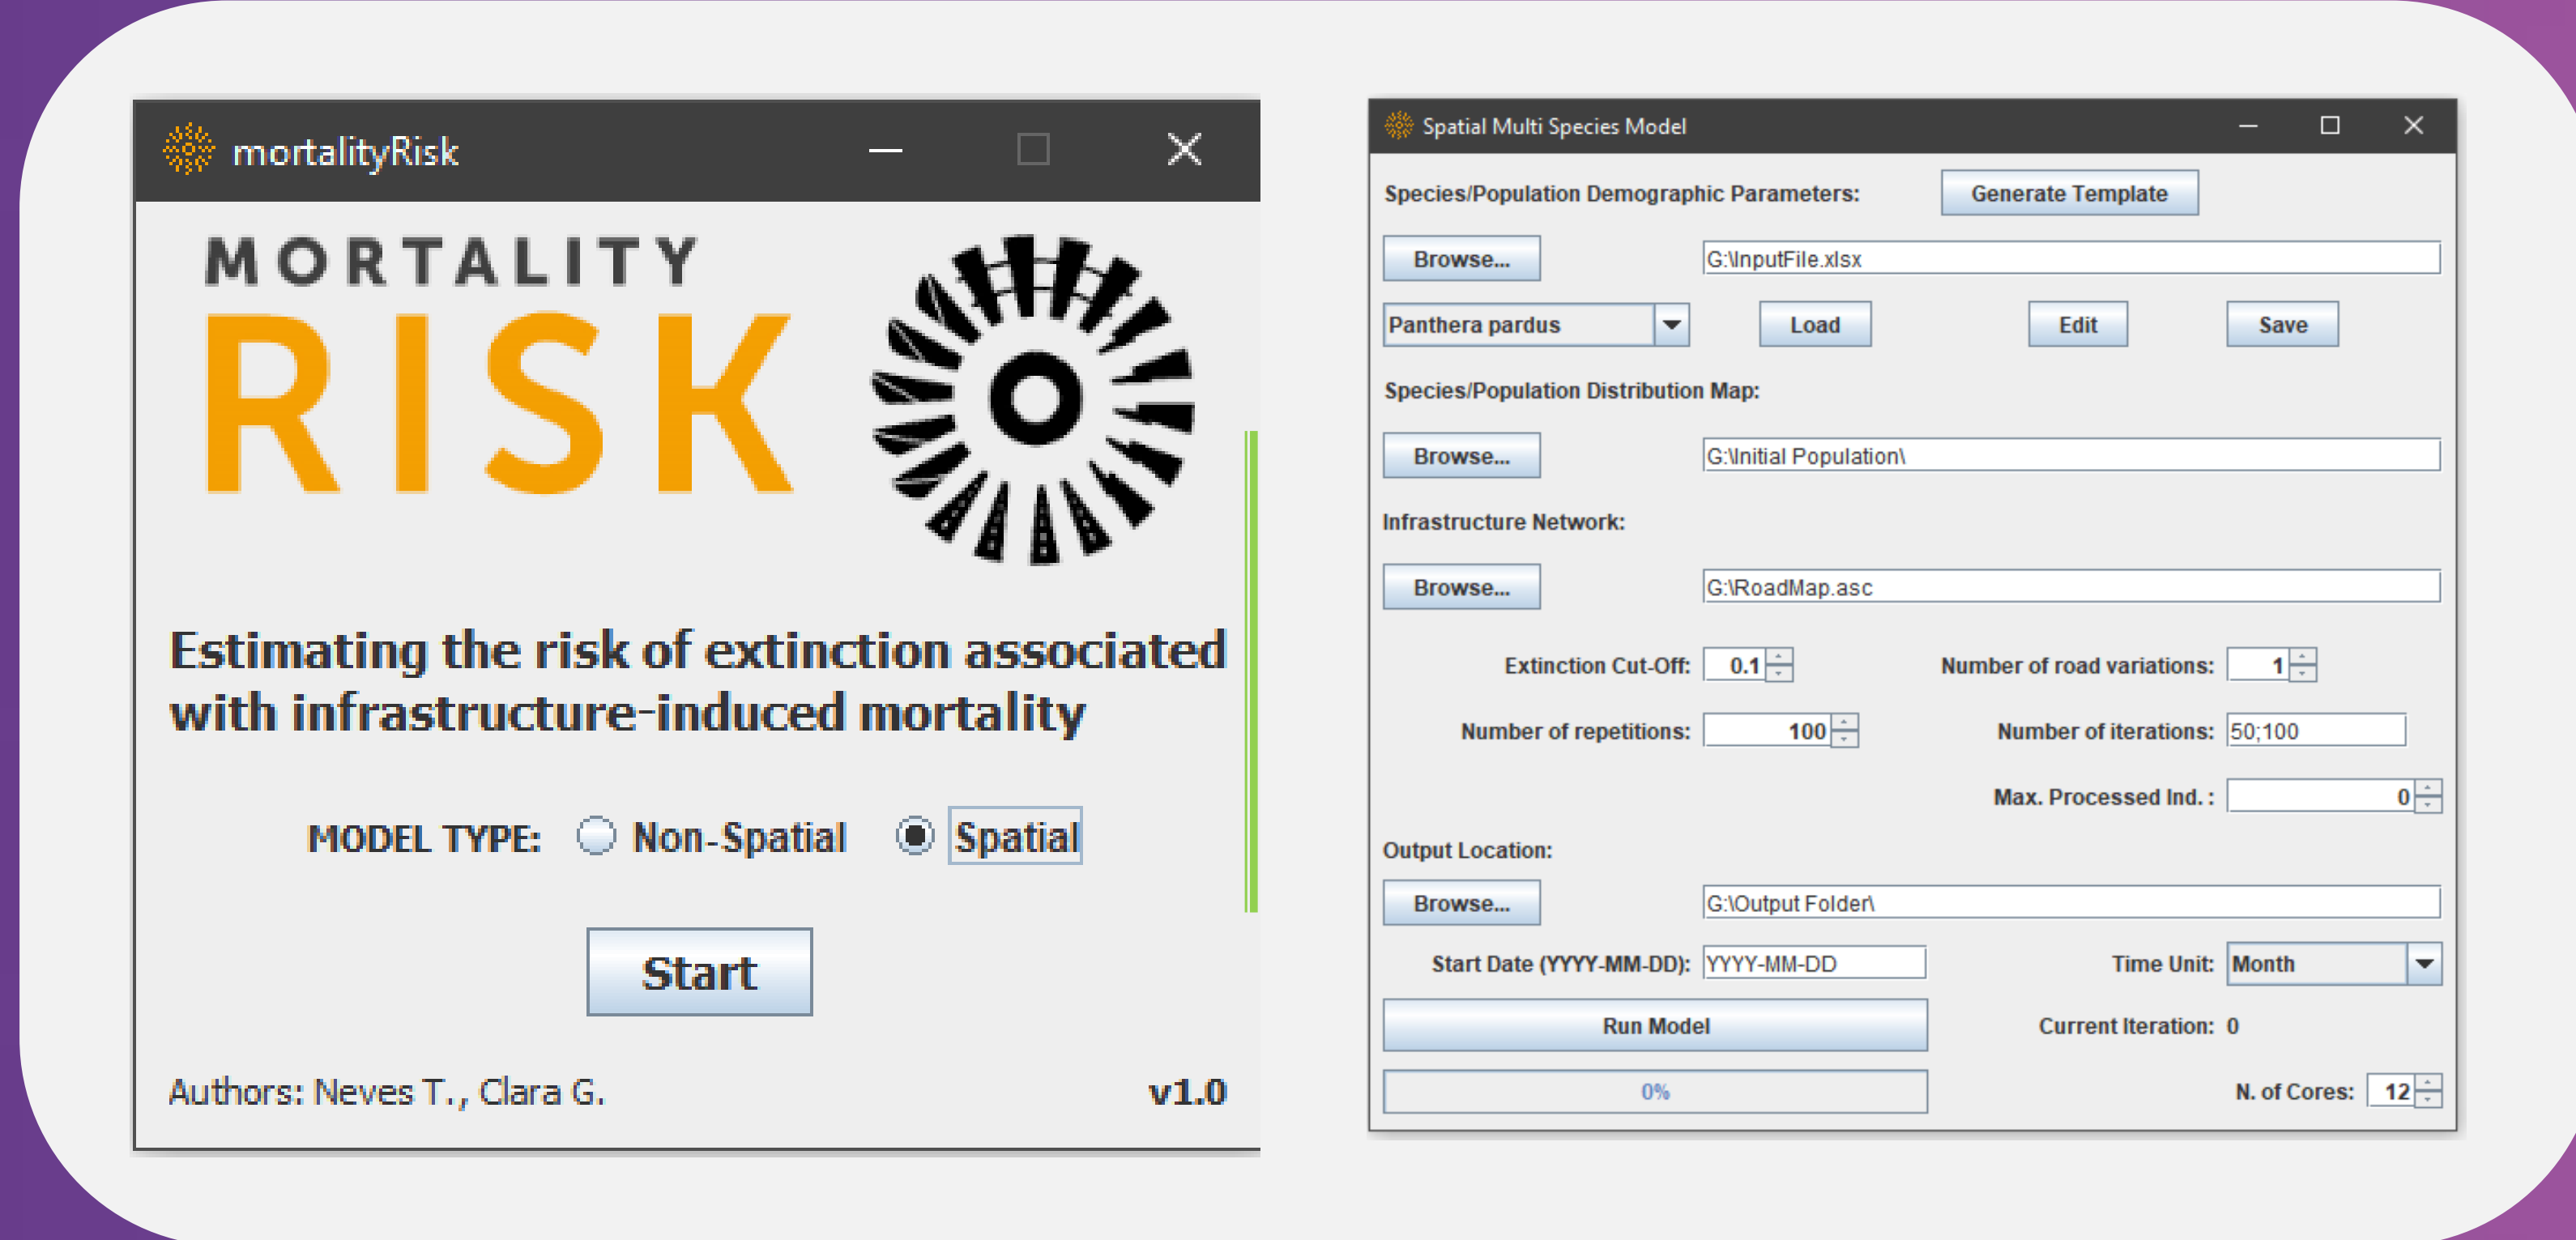 mortalityRisk
MORTALITY
RISK
Estimating the risk of extinction associated
with infrastructure-induced mortality
MODEL TYPE: Non-Spatial Spatial
Start
Authors: Neves T., Clara G. v1.0
Spatial Multi Species Model
Species/Population Demographic Parameters: Generate Template
Browse... G:\InputFile.xlsx
Panthera pardus Load Edit Save
Species/Population Distribution Map:
Browse... G:\Initial Population\
Infrastructure Network:
Browse... G:\RoadMap.asc
Extinction Cut-Off: 0.1 Number of road variations: 1
Number of repetitions: 100 Number of iterations: 50;100
Max. Processed Ind. : 0
Output Location:
Browse... G:\Output Folder\
Start Date (YYYY-MM-DD): YYYY-MM-DD Time Unit: Month
Run Model Current Iteration: 0
0% N. of Cores: 12